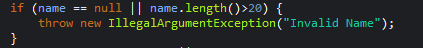 if (name == null || name.length()>20) {
    throw new IllegalArgumentException("Invalid Name");
}